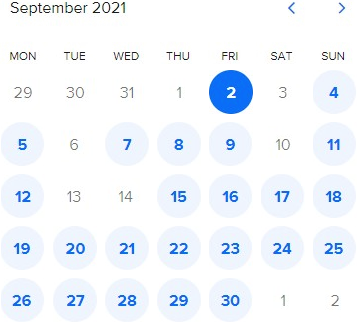 September 2021
MON TUE WED THU FRI SAT SUN
29 30 31 1 2 3 4
5 6 7 8 9 10 11
12 13 14 15 16 17 18
19 20 21 22 23 24 25
26 27 28 29 30 1 2